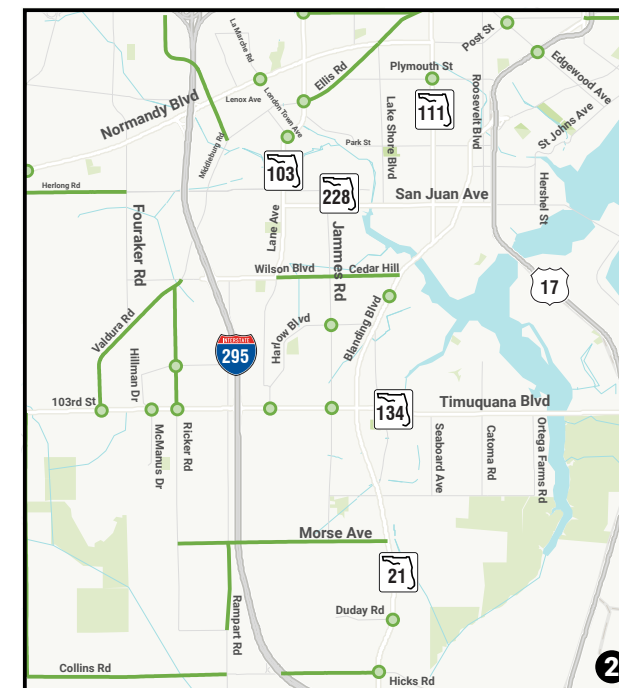 La Marche Rd
Post St
Ellis Rd
Plymouth St
Edgewood Ave
Lenox Ave
London Town Ave
Normandy Blvd
Roosevelt Blvd
Lake Shore Blvd
111
St Johns Ave
Middleburg Rd
Park St
103
Herlong Rd
228
San Juan Ave
Hershel St
Fouraker Rd
Lane Ave
Jammes Rd
Wilson Blvd
Cedar Hill
17
Valdura Rd
Harlow Blvd
Blanding Blvd
INTERSTATE
295
Hillman Dr
103rd St
134
Timuquana Blvd
McManus Dr
Ricker Rd
Seaboard Ave
Catoma Rd
Ortega Farms Rd
Morse Ave
21
Rampart Rd
Duday Rd
Collins Rd
Hicks Rd
2